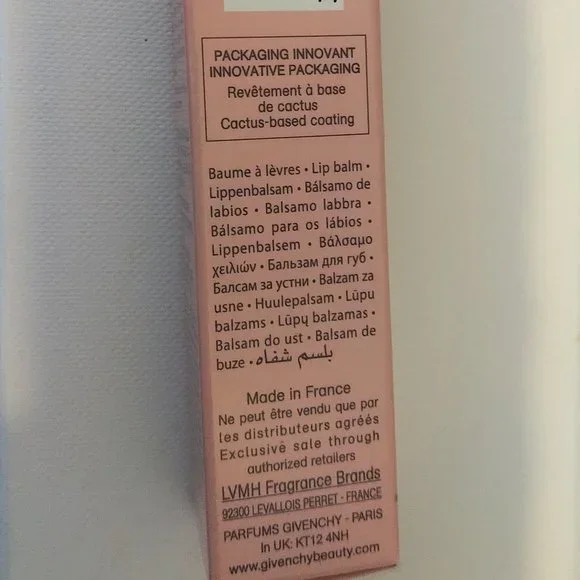 PACKAGING INNOVANT
INNOVATIVE PACKAGING
Revêtement à base
de cactus
Cactus-based coating
Baume à lèvres • Lip balm •
Lippenbalsam • Bálsamo de
labios • Balsamo labbra •
Bálsamo para os lábios •
Lippenbalsem • Βάλσαμο
χειλιών • Бальзам для губ •
Балсам за устни • Balzam za
usne • Huulepalsam • Lūpu
balzams • Lūpų balzamas •
Balsam do ust • Balsam de
buze • بلسم شفاه
Made in France
Ne peut être vendu que par
les distributeurs agréés
Exclusive sale through
authorized retailers
LVMH Fragrance Brands
92300 LEVALLOIS PERRET - FRANCE
PARFUMS GIVENCHY - PARIS
In UK: KT12 4NH
www.givenchybeauty.com